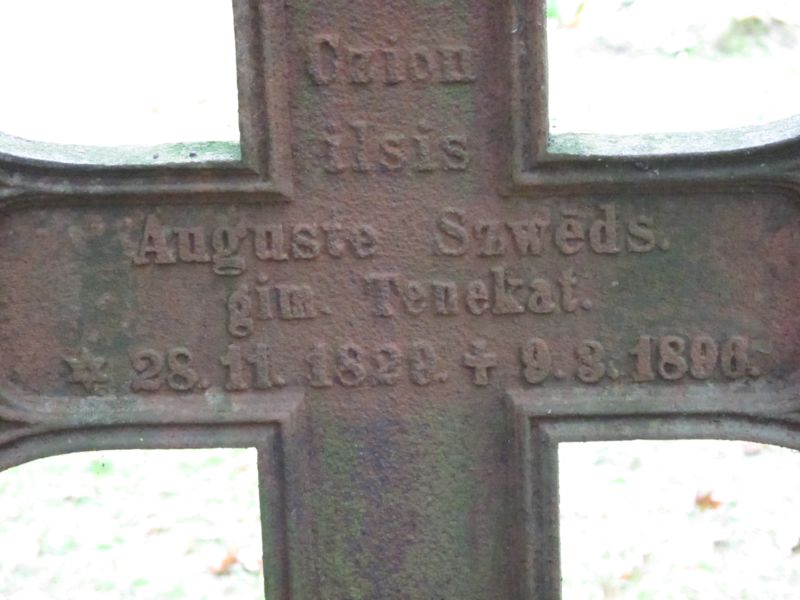 Czion
ilsis
Auguste Szwēds.
gim. Tenekat.
* 28. 11. 1829. ✝ 9. 3. 1896.